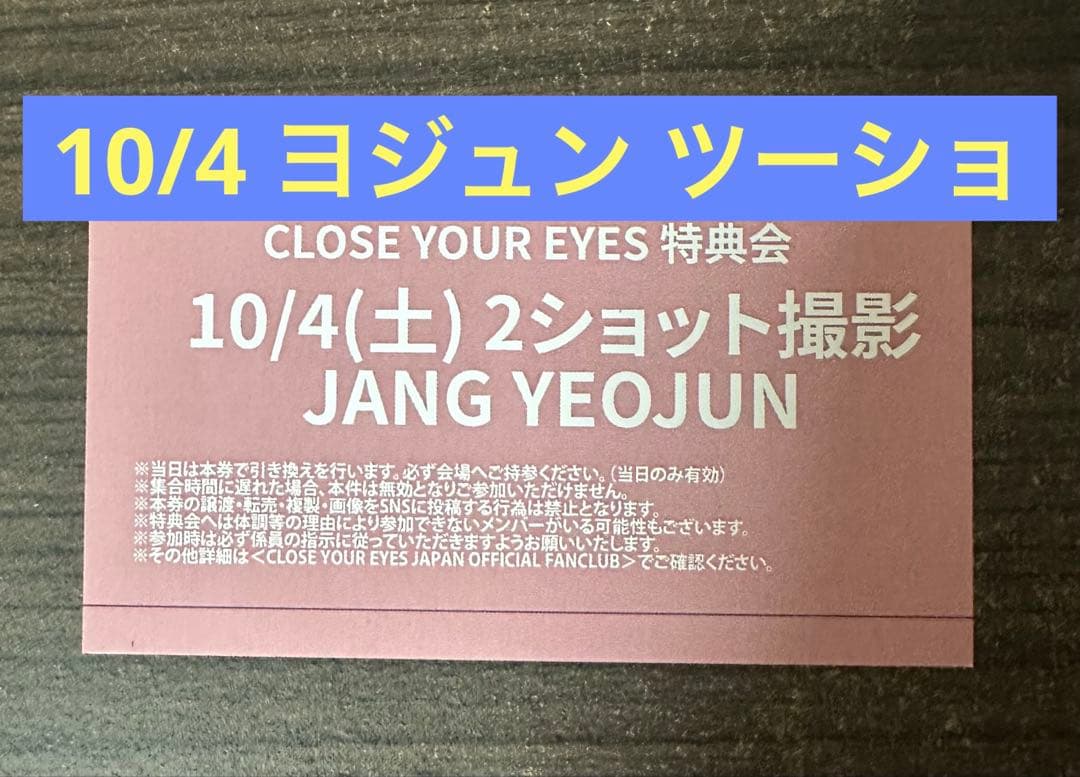 10/4 ヨジュン ツーショ
CLOSE YOUR EYES 特典会
10/4(土) 2ショット撮影
JANG YEOJUN
※当日は本券で引き換えを行います。必ず会場へご持参ください。(当日のみ有効)
※集合時間に遅れた場合、本件は無効となりご参加いただけません。
※本券の譲渡・転売・複製・画像をSNSに投稿する行為は禁止となります。
※特典会へは体調等の理由により参加できないメンバーがいる可能性もございます。
※参加時は必ず係員の指示に従っていただきますようお願いいたします。
※その他詳細は<CLOSE YOUR EYES JAPAN OFFICIAL FANCLUB>でご確認ください。